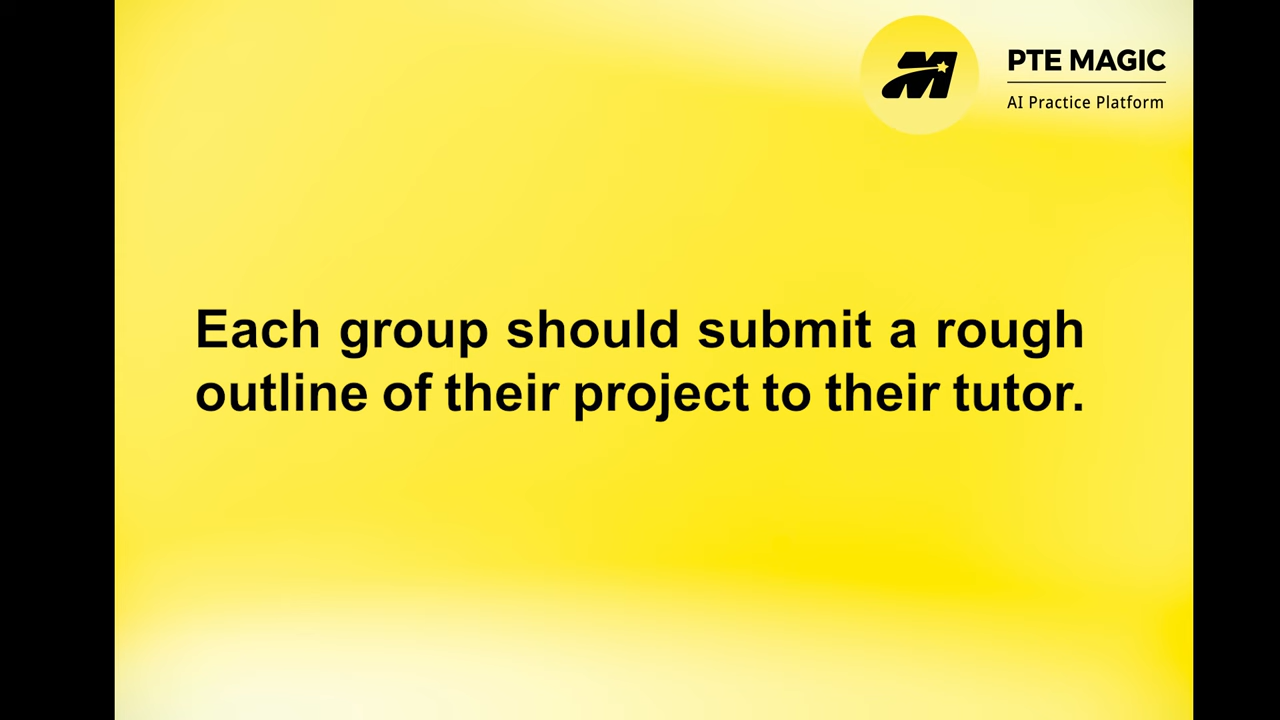 PTE MAGIC
AI Practice Platform
Each group should submit a rough
outline of their project to their tutor.